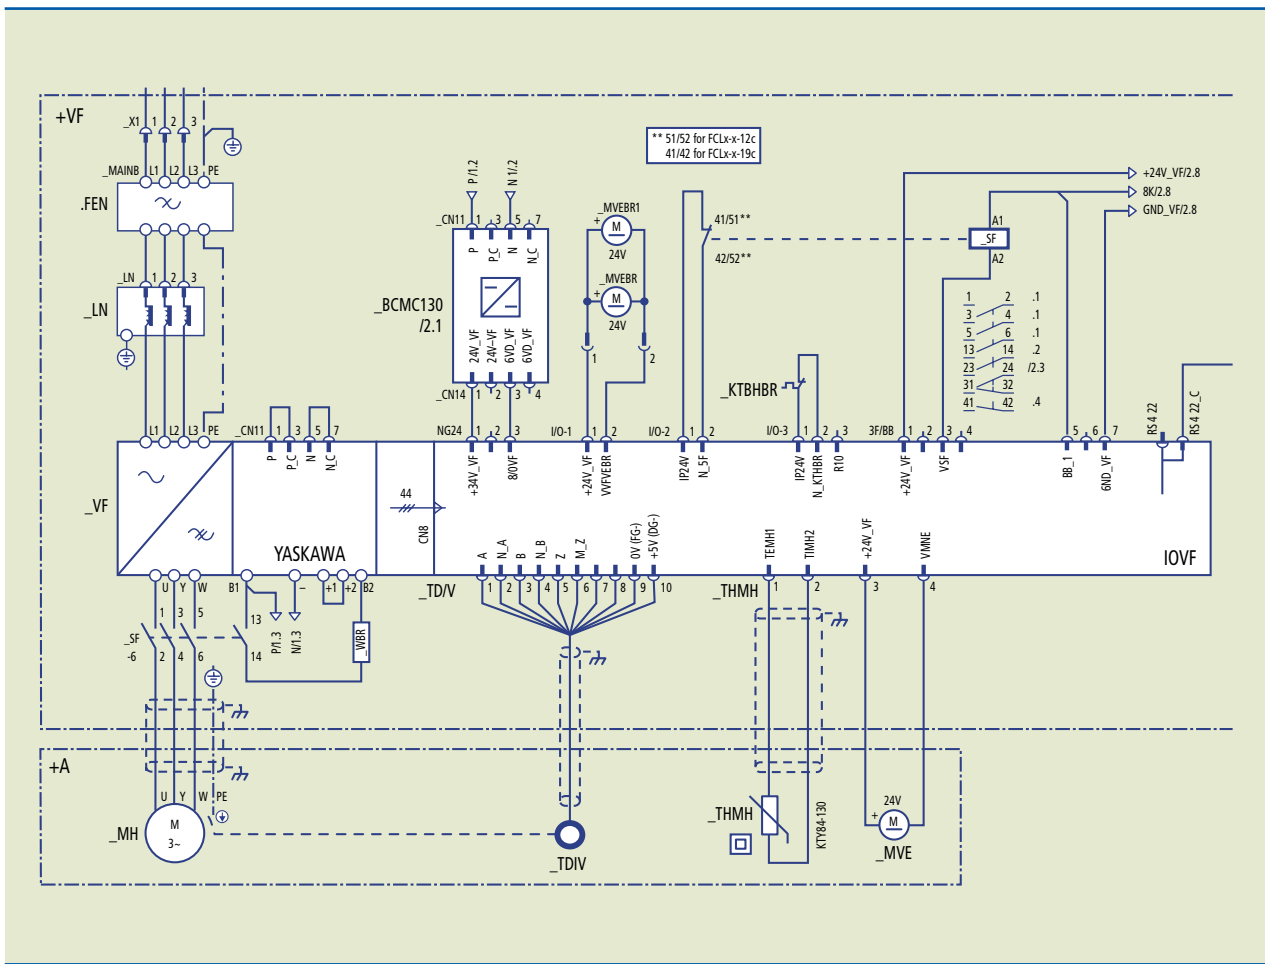 +VF
_X1 1 2 3
_MAINB L1 L2 L3 PE
.FEN
_LN 1 2 3
_LN
** 51/52 for FCLx-x-12c
41/42 for FCLx-x-19c
P /1.2
N 1/.2
_CN11 1 3 5 7
P
P_C
N
N_C
_BCMC130
/2.1
24V_VF
24V–VF
6VD_VF
6VD_VF
_CN14 1 2 3 4
_MVEBR1
+
M
24V
_MVEBR
+
M
24V
1 2
41/51**
42/52**
+24V_VF/2.8
8K/2.8
GND_VF/2.8
A1
_SF
A2
1 2 .1
3 4 .1
5 6 .1
13 14 .2
23 24 /2.3
31 32
41 42 .4
_KTBHBR
L1 L2 L3 PE
_CN11 1 3 5 7
P
P_C
N
N_C
NG24 1 2 3
+34V_VF
8/0VF
I/O-1 1 2
+24V_VF
VVFVEBR
I/O-2 1 2
IP24V
N_5F
I/O-3 1 2 3
IP24V
N_KTHBR
R10
3F/BB 1 2 3 4
+24V_VF
VSF
5 6 7
BB_1
6ND_VF
RS 4 22
RS 4 22_C
_VF
YASKAWA
44
CN8
IOVF
A
N_A
B
N_B
Z
M_Z
0V (FG-)
+5V (DG-)
TEMH1
TIMH2
+24V_VF
VMNE
U Y W
B1 – +1 +2 B2
_TD/V 1 2 3 4 5 6 7 8 9 10
_THMH 1 2 3 4
_SF
-6
1 3 5
2 4 6
13
14
P/1.3
N/1.3
_WBR
+A
U Y W PE
_MH
M
3~
_TDIV
_THMH
KTY84-130
24V
+
M
_MVE